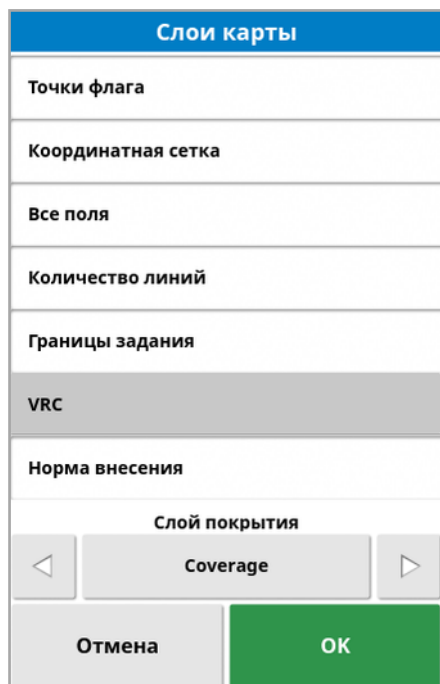 Слои карты
Точки флага
Координатная сетка
Все поля
Количество линий
Границы задания
VRC
Норма внесения
Слой покрытия
Coverage
Отмена
OK